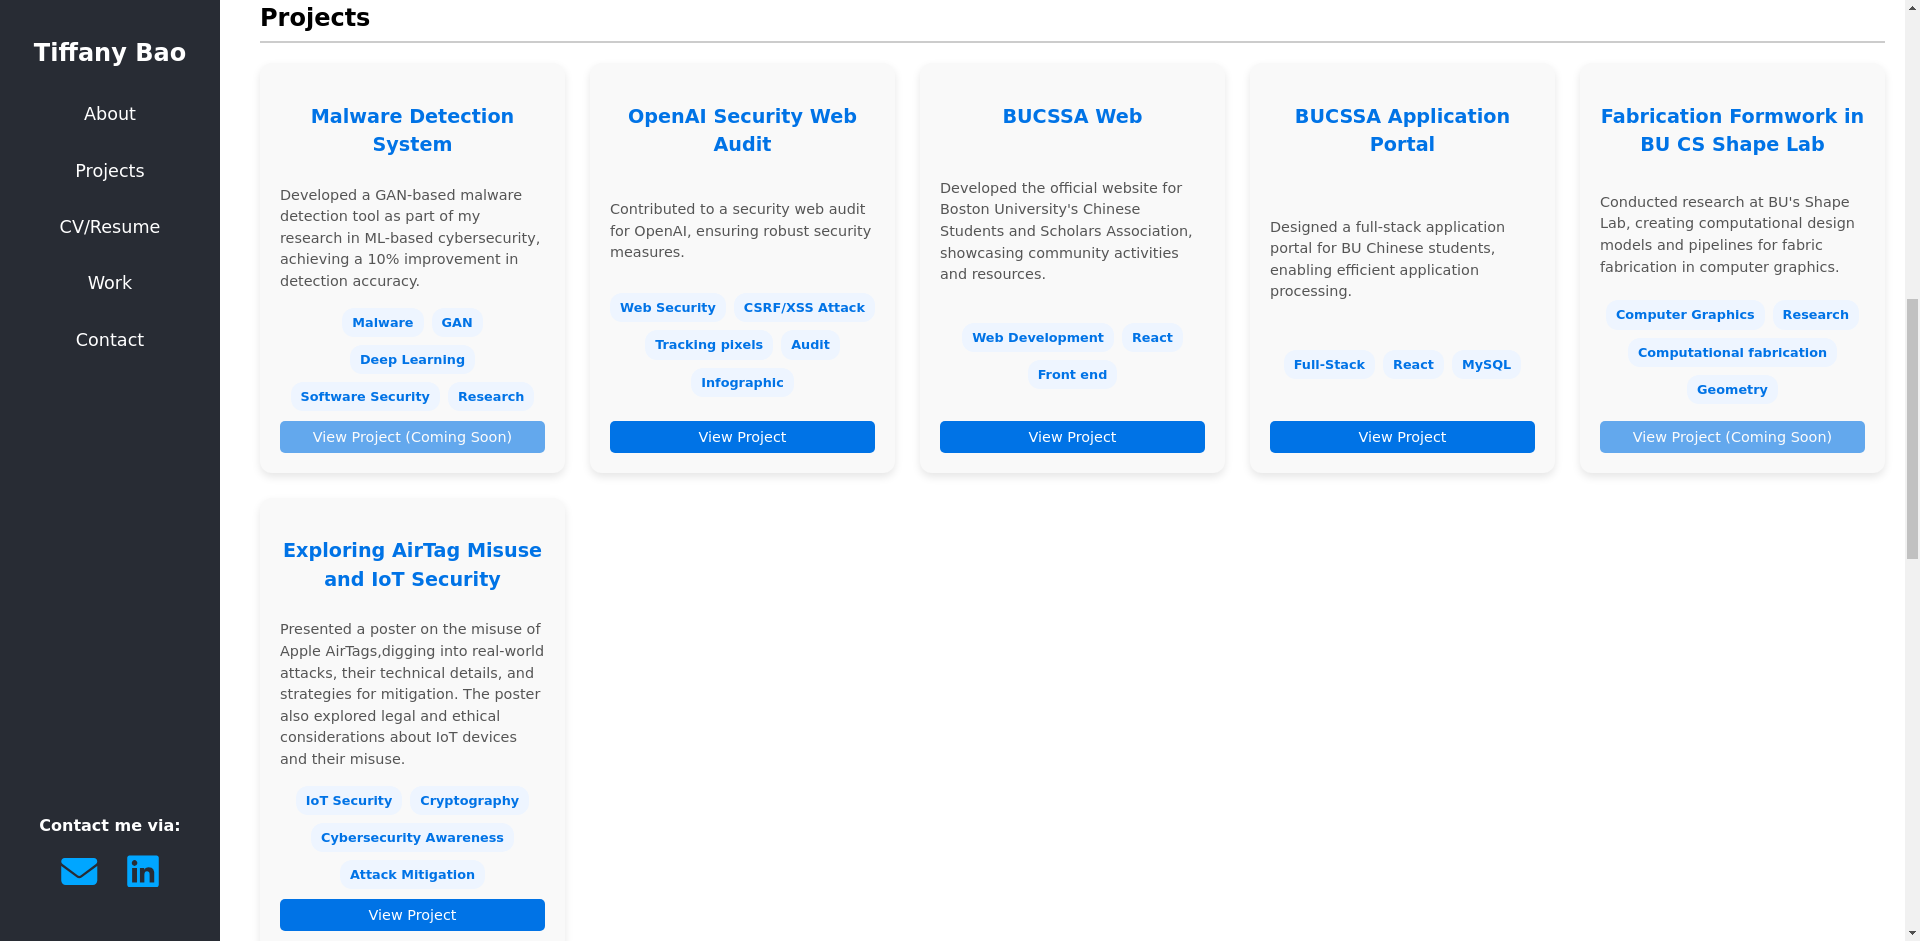 Tiffany Bao
About
Projects
CV/Resume
Work
Contact
Contact me via:
Projects
Malware Detection
System
Developed a GAN-based malware
detection tool as part of my
research in ML-based cybersecurity,
achieving a 10% improvement in
detection accuracy.
Malware GAN
Deep Learning
Software Security Research
View Project (Coming Soon)
OpenAI Security Web
Audit
Contributed to a security web audit
for OpenAI, ensuring robust security
measures.
Web Security CSRF/XSS Attack
Tracking pixels Audit
Infographic
View Project
BUCSSA Web
Developed the official website for
Boston University's Chinese
Students and Scholars Association,
showcasing community activities
and resources.
Web Development React
Front end
View Project
BUCSSA Application
Portal
Designed a full-stack application
portal for BU Chinese students,
enabling efficient application
processing.
Full-Stack React MySQL
View Project
Fabrication Formwork in
BU CS Shape Lab
Conducted research at BU's Shape
Lab, creating computational design
models and pipelines for fabric
fabrication in computer graphics.
Computer Graphics Research
Computational fabrication
Geometry
View Project (Coming Soon)
Exploring AirTag Misuse
and IoT Security
Presented a poster on the misuse of
Apple AirTags,digging into real-world
attacks, their technical details, and
strategies for mitigation. The poster
also explored legal and ethical
considerations about IoT devices
and their misuse.
IoT Security Cryptography
Cybersecurity Awareness
Attack Mitigation
View Project